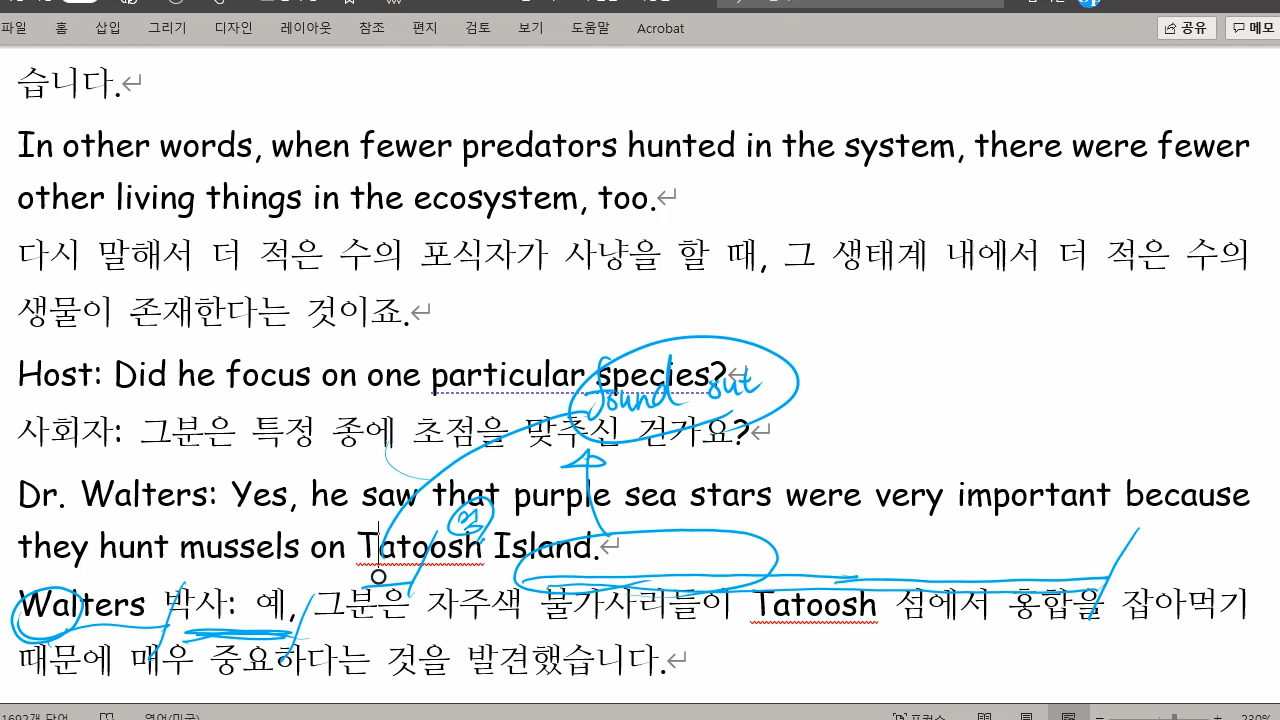 파일 홈 삽입 그리기 디자인 레이아웃 참조 편지 검토 보기 도움말 Acrobat 공유 메모
습니다.
In other words, when fewer predators hunted in the system, there were fewer
other living things in the ecosystem, too.
다시 말해서 더 적은 수의 포식자가 사냥을 할 때, 그 생태계 내에서 더 적은 수의
생물이 존재한다는 것이죠.
Host: Did he focus on one particular species?
found out
사회자: 그분은 특정 종에 초점을 맞추신 건가요?
Dr. Walters: Yes, he saw that purple sea stars were very important because
they hunt mussels on Tatoosh Island.
Walters 박사: 예, 그분은 자주색 불가사리들이 Tatoosh 섬에서 홍합을 잡아먹기
때문에 매우 중요하다는 것을 발견했습니다.
230%